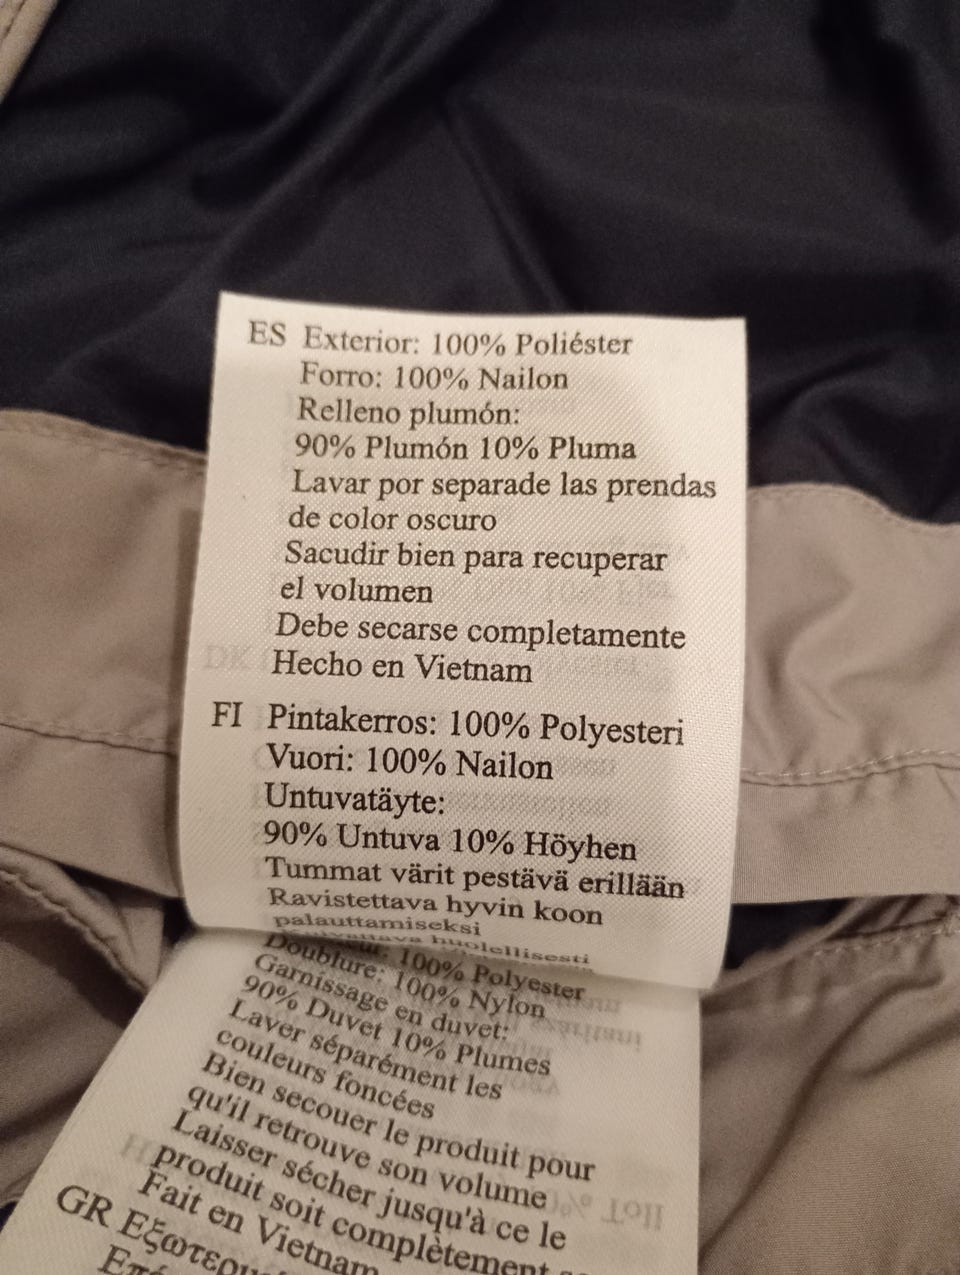 ES Exterior: 100% Poliéster
Forro: 100% Nailon
Relleno plumón:
90% Plumón 10% Pluma
Lavar por separade las prendas
de color oscuro
Sacudir bien para recuperar
el volumen
Debe secarse completamente
Hecho en Vietnam
FI Pintakerros: 100% Polyesteri
Vuori: 100% Nailon
Untuvatäyte:
90% Untuva 10% Höyhen
Tummat värit pestävä erillään
Ravistettava hyvin koon
palauttamiseksi
huolellisesti
100% Polyester
Doublure: 100% Nylon
Garnissage en duvet:
90% Duvet 10% Plumes
Laver séparément les
couleurs foncées
Bien secouer le produit pour
qu'il retrouve son volume
Laisser sécher jusqu'à ce le
produit soit complètement
Fait en Vietnam
GR